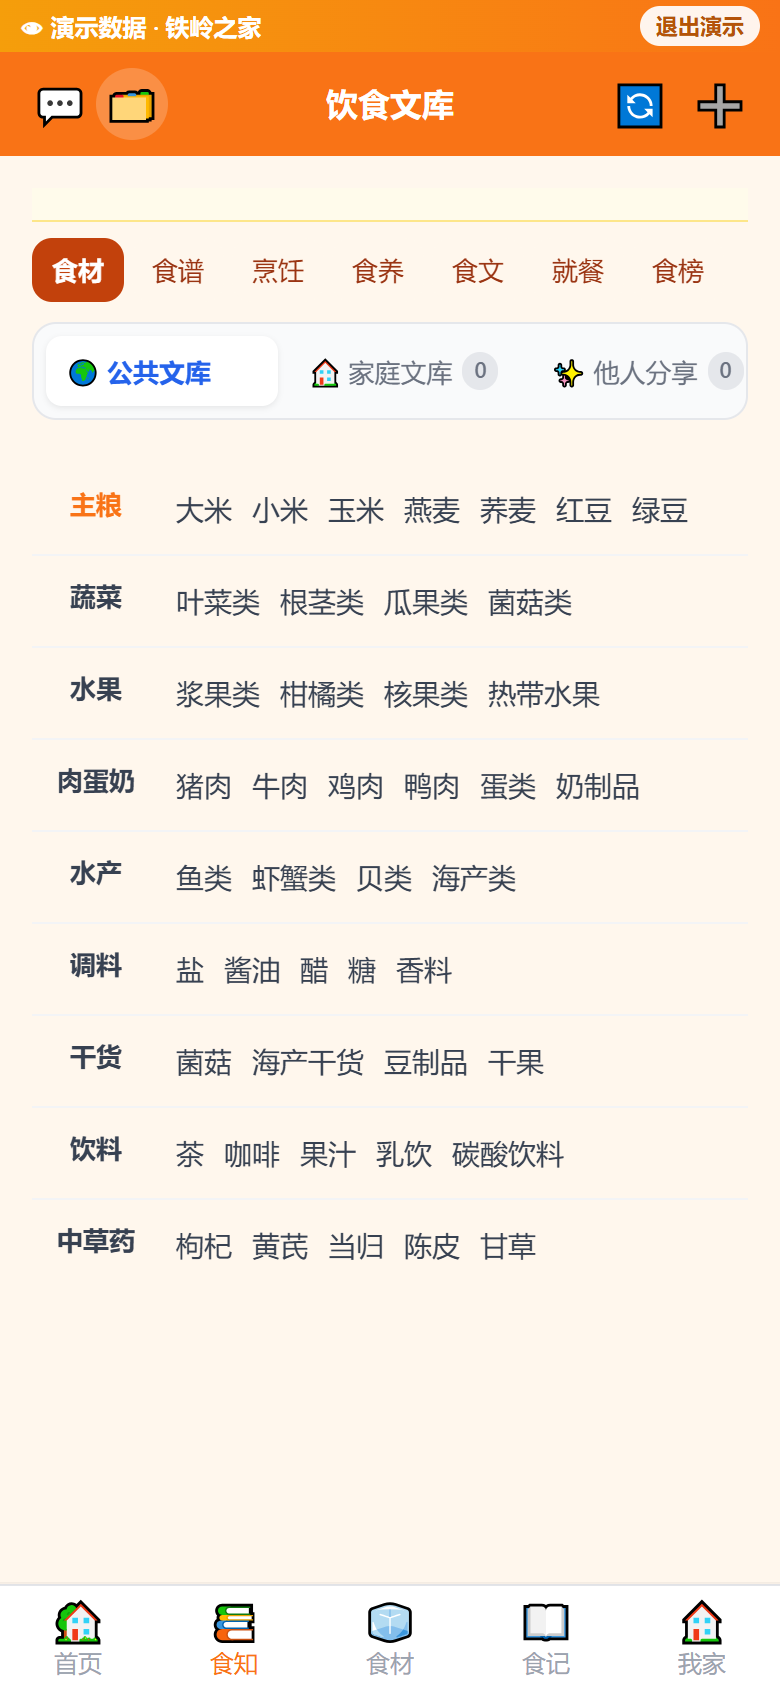 演示数据 · 铁岭之家 退出演示
饮食文库
食材 食谱 烹饪 食养 食文 就餐 食榜
公共文库 家庭文库 0 他人分享 0
主粮 大米 小米 玉米 燕麦 荞麦 红豆 绿豆
蔬菜 叶菜类 根茎类 瓜果类 菌菇类
水果 浆果类 柑橘类 核果类 热带水果
肉蛋奶 猪肉 牛肉 鸡肉 鸭肉 蛋类 奶制品
水产 鱼类 虾蟹类 贝类 海产类
调料 盐 酱油 醋 糖 香料
干货 菌菇 海产干货 豆制品 干果
饮料 茶 咖啡 果汁 乳饮 碳酸饮料
中草药 枸杞 黄芪 当归 陈皮 甘草
首页 食知 食材 食记 我家